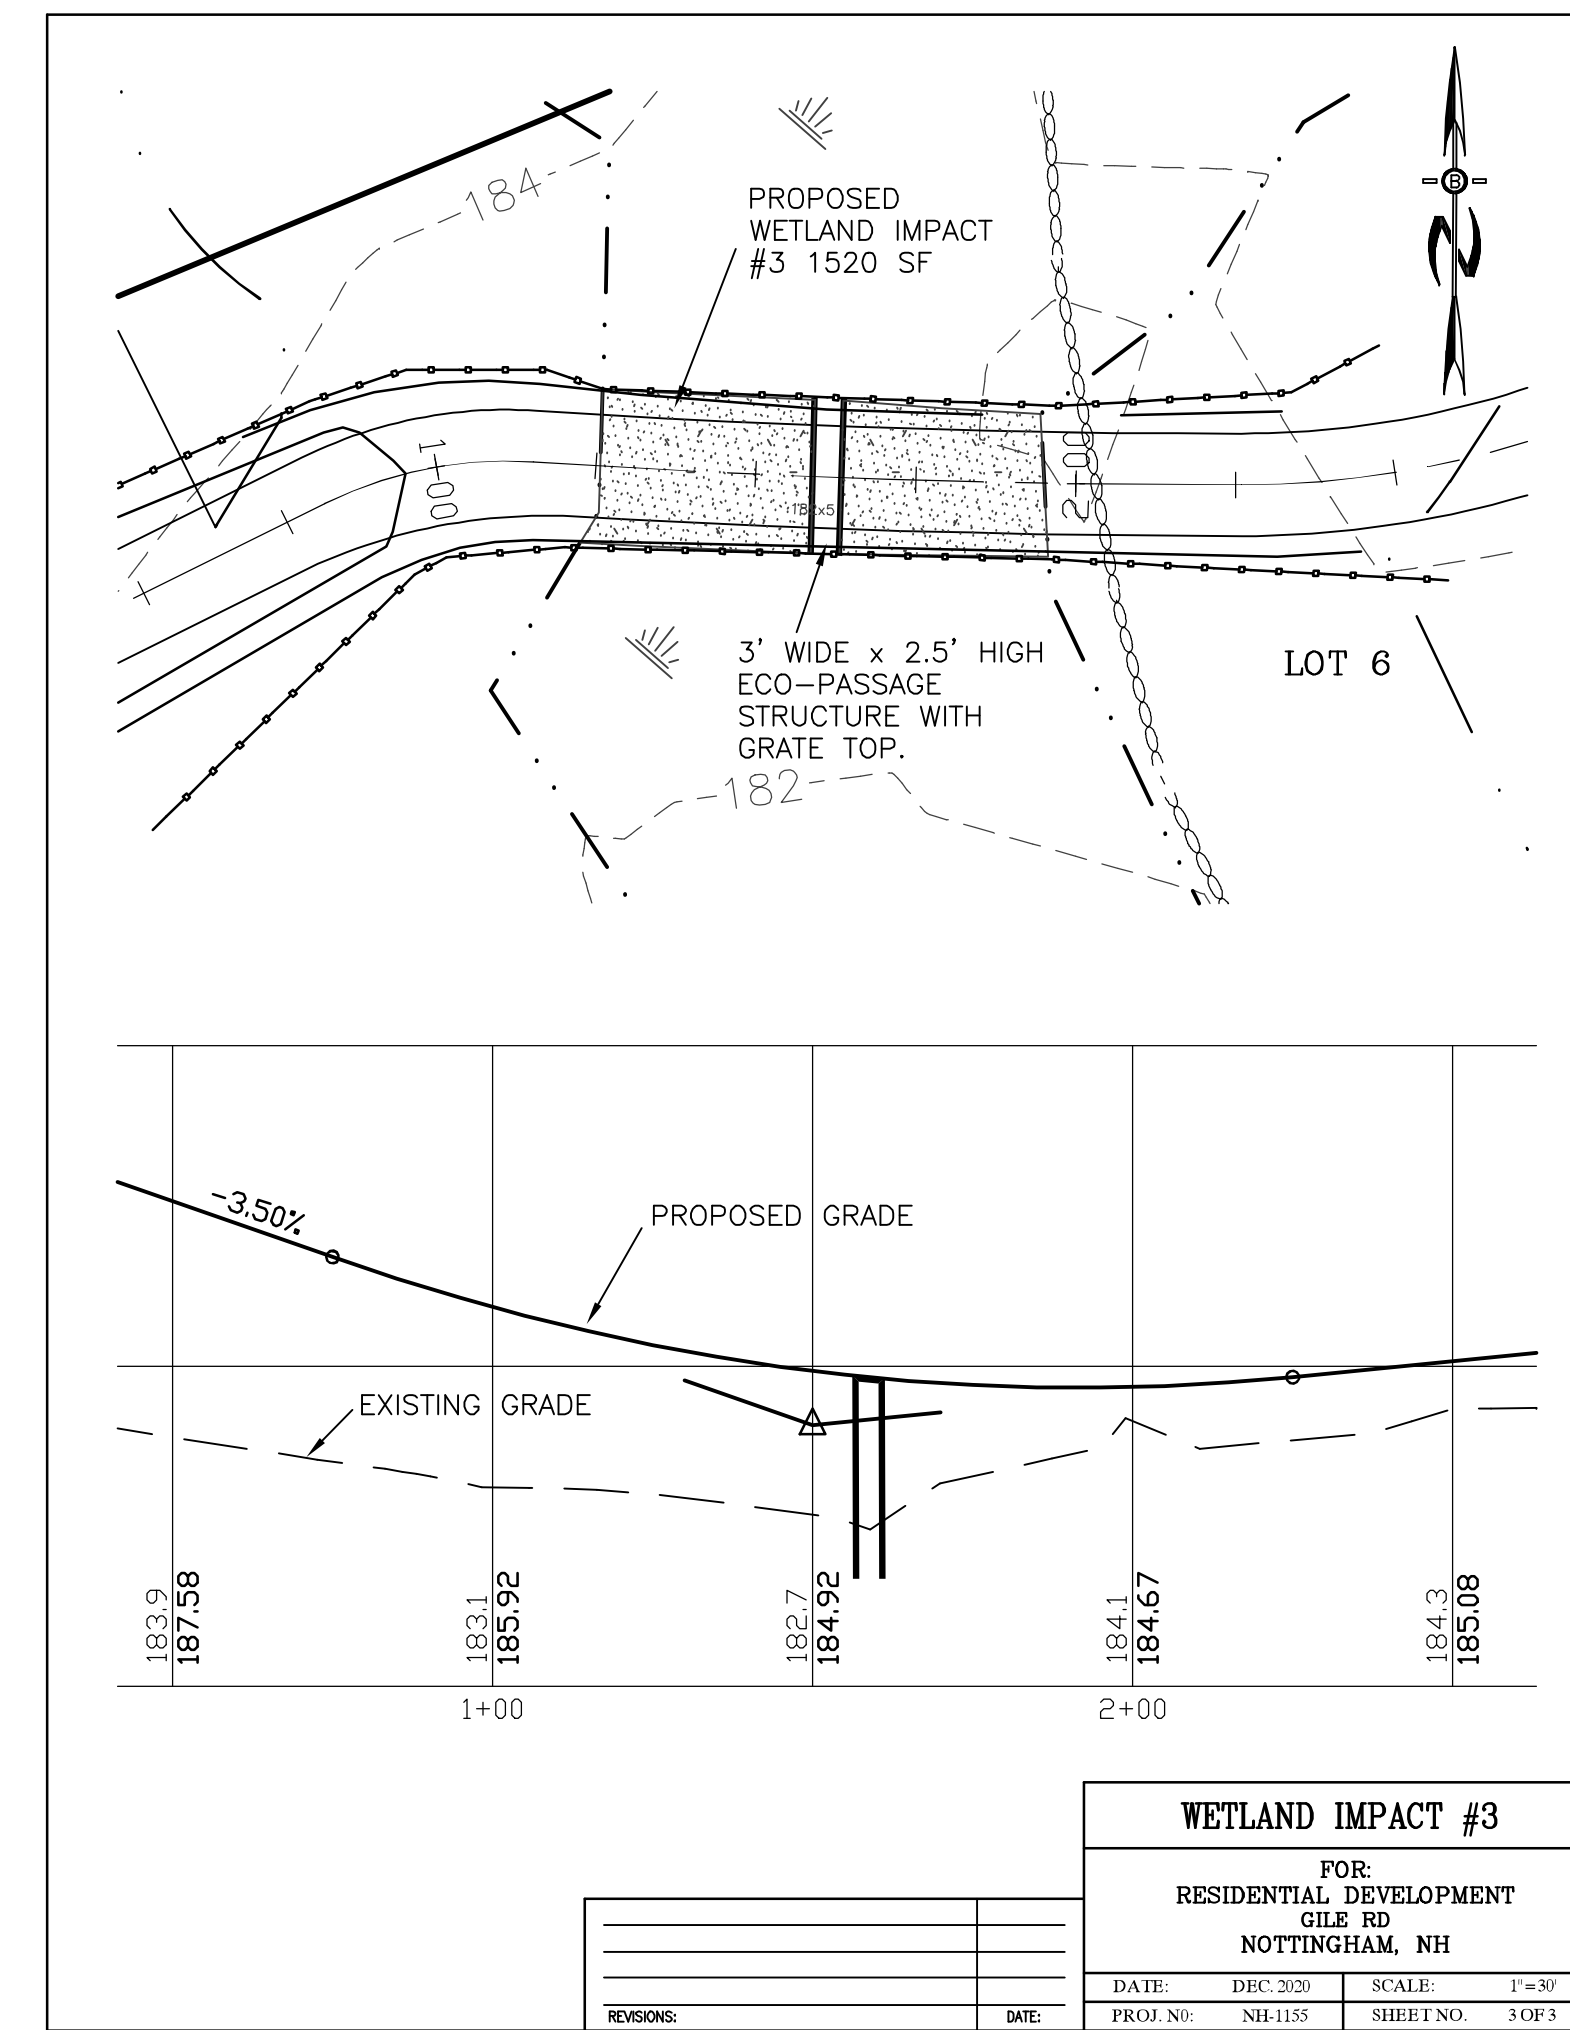 -184-
B
PROPOSED
WETLAND IMPACT
#3 1520 SF
1+00
2+00
3' WIDE x 2.5' HIGH
ECO-PASSAGE
STRUCTURE WITH
GRATE TOP.
LOT 6
-182-
-3.50%
PROPOSED GRADE
EXISTING GRADE
183.9
187.58
183.1
185.92
182.7
184.92
184.1
184.67
184.3
185.08
1+00
2+00
WETLAND IMPACT #3
FOR:
RESIDENTIAL DEVELOPMENT
GILE RD
NOTTINGHAM, NH
DATE: DEC. 2020 SCALE: 1"=30'
PROJ. N0: NH-1155 SHEET NO. 3 OF 3
REVISIONS: DATE: